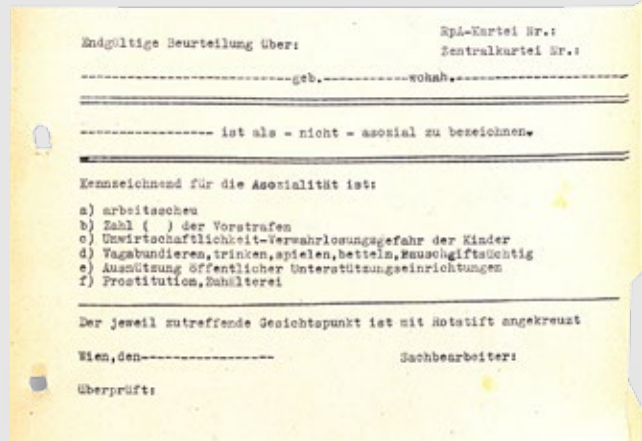 Endgültige Beurteilung über:
RpA-Kartei Nr.:
Zentralkartei Nr.:
-----------------------geb.-----------wohnh.-------------------
---------------- ist als - nicht - asozial zu bezeichnen.
Kennzeichnend für die Asozialität ist:
a) arbeitsscheu
b) Zahl ( ) der Vorstrafen
c) Unwirtschaftlichkeit-Verwahrlosungsgefahr der Kinder
d) Vagabundieren,trinken,spielen,betteln,Rauschgiftsüchtig
e) Ausnützung öffentlicher Unterstützungseinrichtungen
f) Prostitution,Zuhälterei
Der jeweil zutreffende Gesichtspunkt ist mit Rotstift angekreuzt
Wien,den---------------- Sachbearbeiter:
Überprüft: